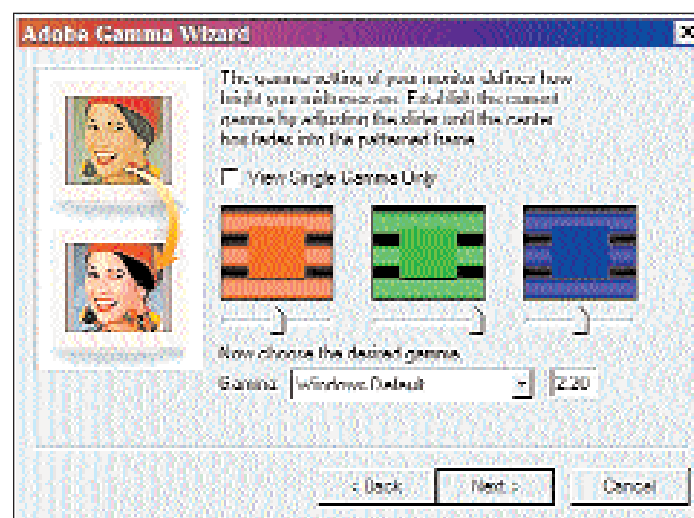 Adobe Gamma Wizard
The gamma setting of your monitor defines how
bright your midtones are. Establish the current
gamma by adjusting the slider until the center
box fades into the patterned frame.
View Single Gamma Only
Now choose the desired gamma.
Gamma: Windows Default 2.20
< Back Next > Cancel